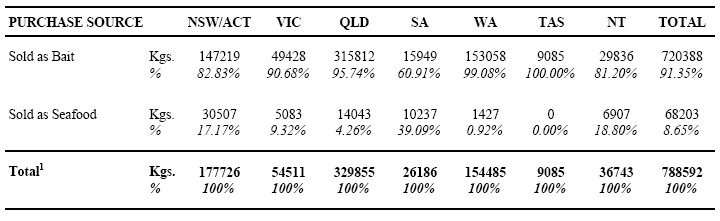 PURCHASE SOURCE NSW/ACT VIC QLD SA WA TAS NT TOTAL
Sold as Bait Kgs. 147219 49428 315812 15949 153058 9085 29836 720388
% 82.83% 90.68% 95.74% 60.91% 99.08% 100.00% 81.20% 91.35%
Sold as Seafood Kgs. 30507 5083 14043 10237 1427 0 6907 68203
% 17.17% 9.32% 4.26% 39.09% 0.92% 0.00% 18.80% 8.65%
Total¹ Kgs. 177726 54511 329855 26186 154485 9085 36743 788592
% 100% 100% 100% 100% 100% 100% 100% 100%